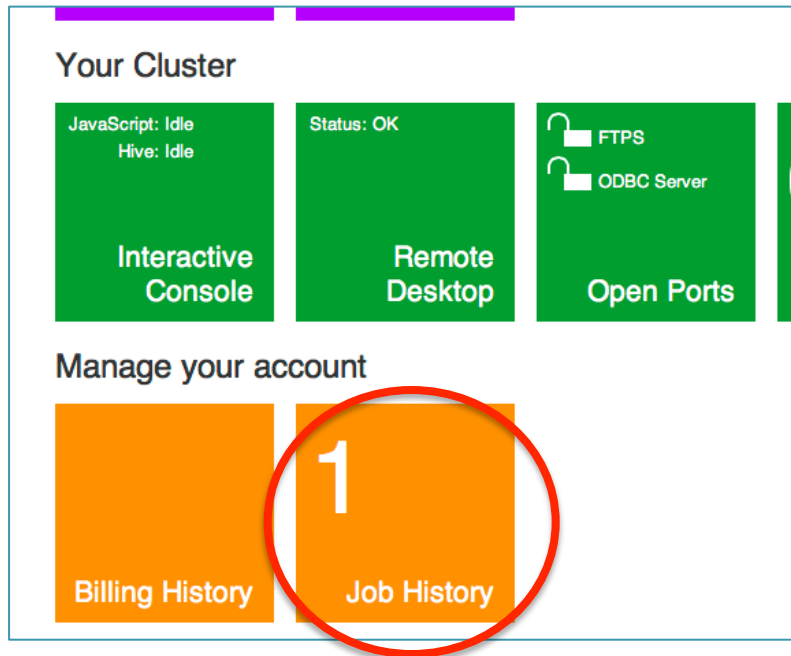 Your Cluster
JavaScript: Idle
Hive: Idle
Interactive
Console
Status: OK
Remote
Desktop
FTPS
ODBC Server
Open Ports
Manage your account
Billing History
1
Job History